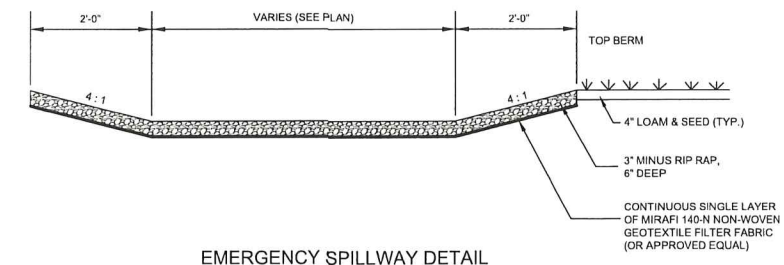 2'-0"
VARIES (SEE PLAN)
2'-0"
TOP BERM
4 : 1
4 : 1
4" LOAM & SEED (TYP.)
3" MINUS RIP RAP,
6" DEEP
CONTINUOUS SINGLE LAYER
OF MIRAFI 140-N NON-WOVEN
GEOTEXTILE FILTER FABRIC
(OR APPROVED EQUAL)
EMERGENCY SPILLWAY DETAIL